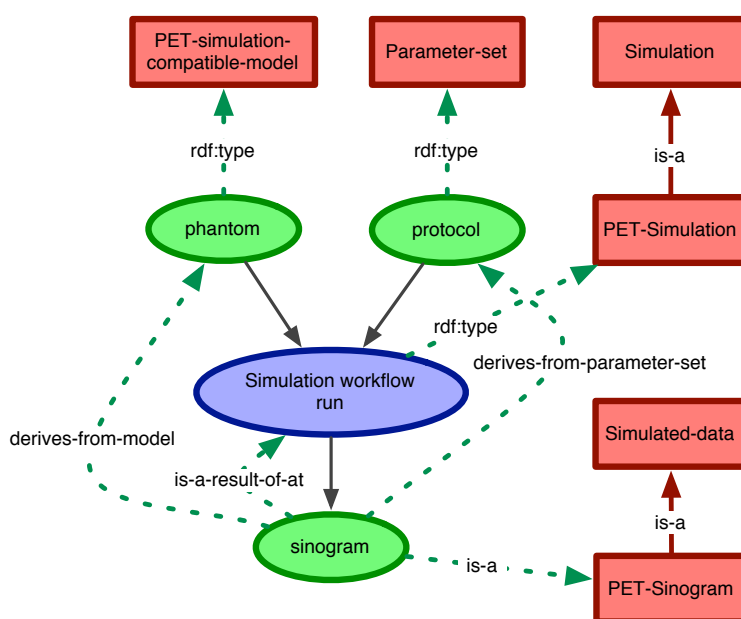 PET-simulation-
compatible-model
Parameter-set
Simulation
rdf:type
rdf:type
is-a
phantom
protocol
PET-Simulation
rdf:type
derives-from-parameter-set
Simulation workflow
run
derives-from-model
Simulated-data
is-a-result-of-at
is-a
sinogram
is-a
PET-Sinogram